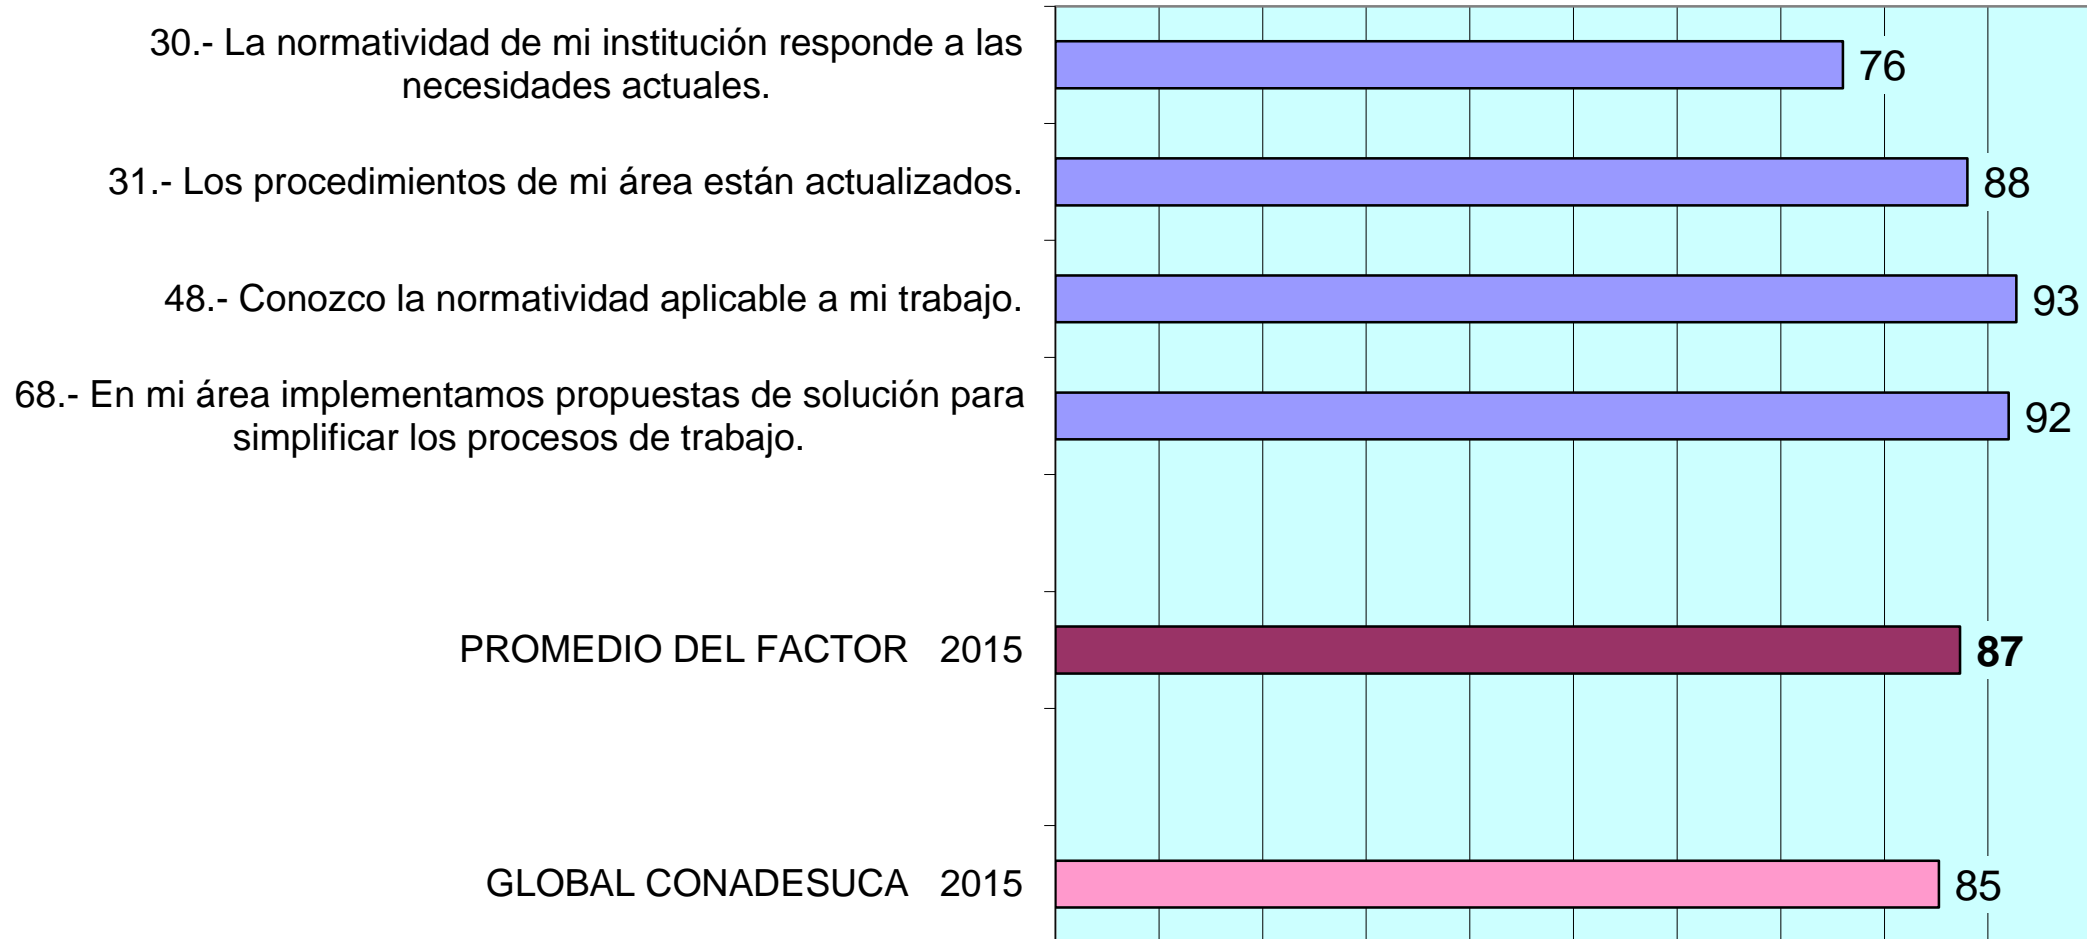 30.- La normatividad de mi institución responde a las
necesidades actuales.
76
31.- Los procedimientos de mi área están actualizados.
88
48.- Conozco la normatividad aplicable a mi trabajo.
93
68.- En mi área implementamos propuestas de solución para
simplificar los procesos de trabajo.
92
PROMEDIO DEL FACTOR 2015
87
GLOBAL CONADESUCA 2015
85